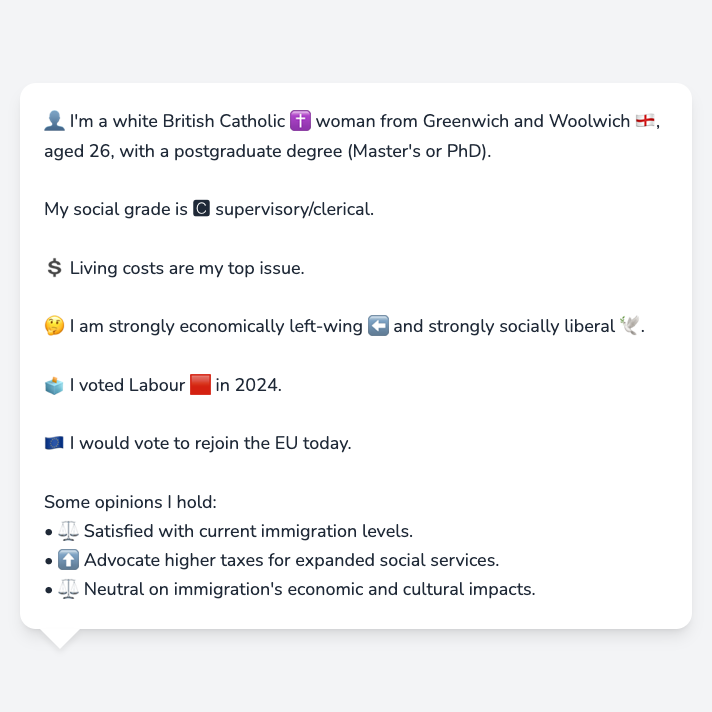 👤 I'm a white British Catholic ✝️ woman from Greenwich and Woolwich 🏴󠁧󠁢󠁥󠁮󠁧󠁿,
aged 26, with a postgraduate degree (Master's or PhD).
My social grade is 🅲 supervisory/clerical.
💲 Living costs are my top issue.
🤔 I am strongly economically left-wing ⬅️ and strongly socially liberal 🕊️.
🗳️ I voted Labour 🟥 in 2024.
🇪🇺 I would vote to rejoin the EU today.
Some opinions I hold:
• ⚖️ Satisfied with current immigration levels.
• ⬆️ Advocate higher taxes for expanded social services.
• ⚖️ Neutral on immigration's economic and cultural impacts.